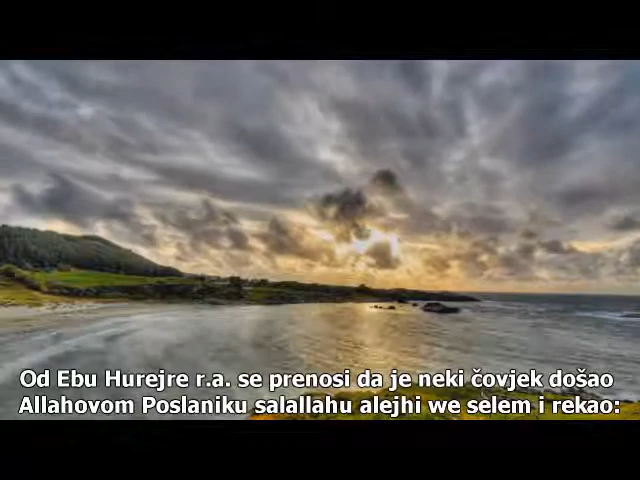 Od Ebu Hurejre r.a. se prenosi da je neki čovjek došao
Allahovom Poslaniku salallahu alejhi we selem i rekao: